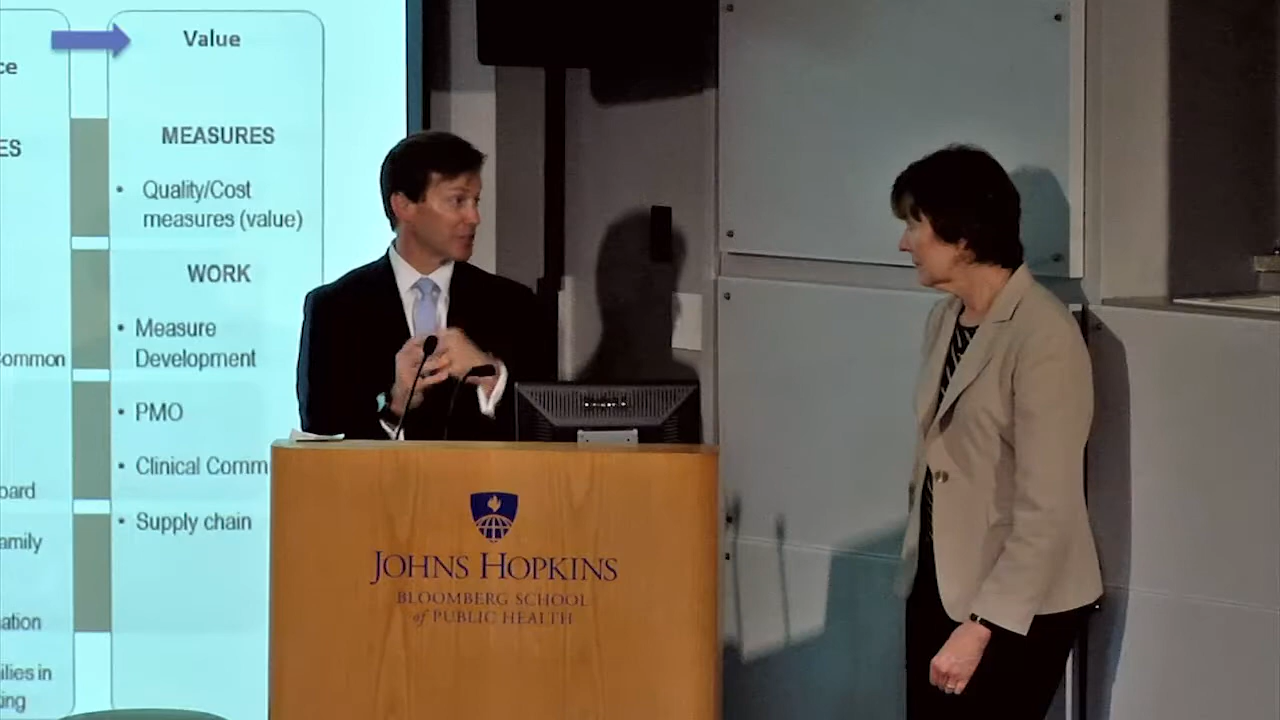 ce
ES
Common
oard
amily
ation
ilies in
ing
Value
MEASURES
• Quality/Cost
measures (value)
WORK
• Measure
Development
• PMO
• Clinical Comm
• Supply chain
JOHNS HOPKINS
BLOOMBERG SCHOOL
of PUBLIC HEALTH